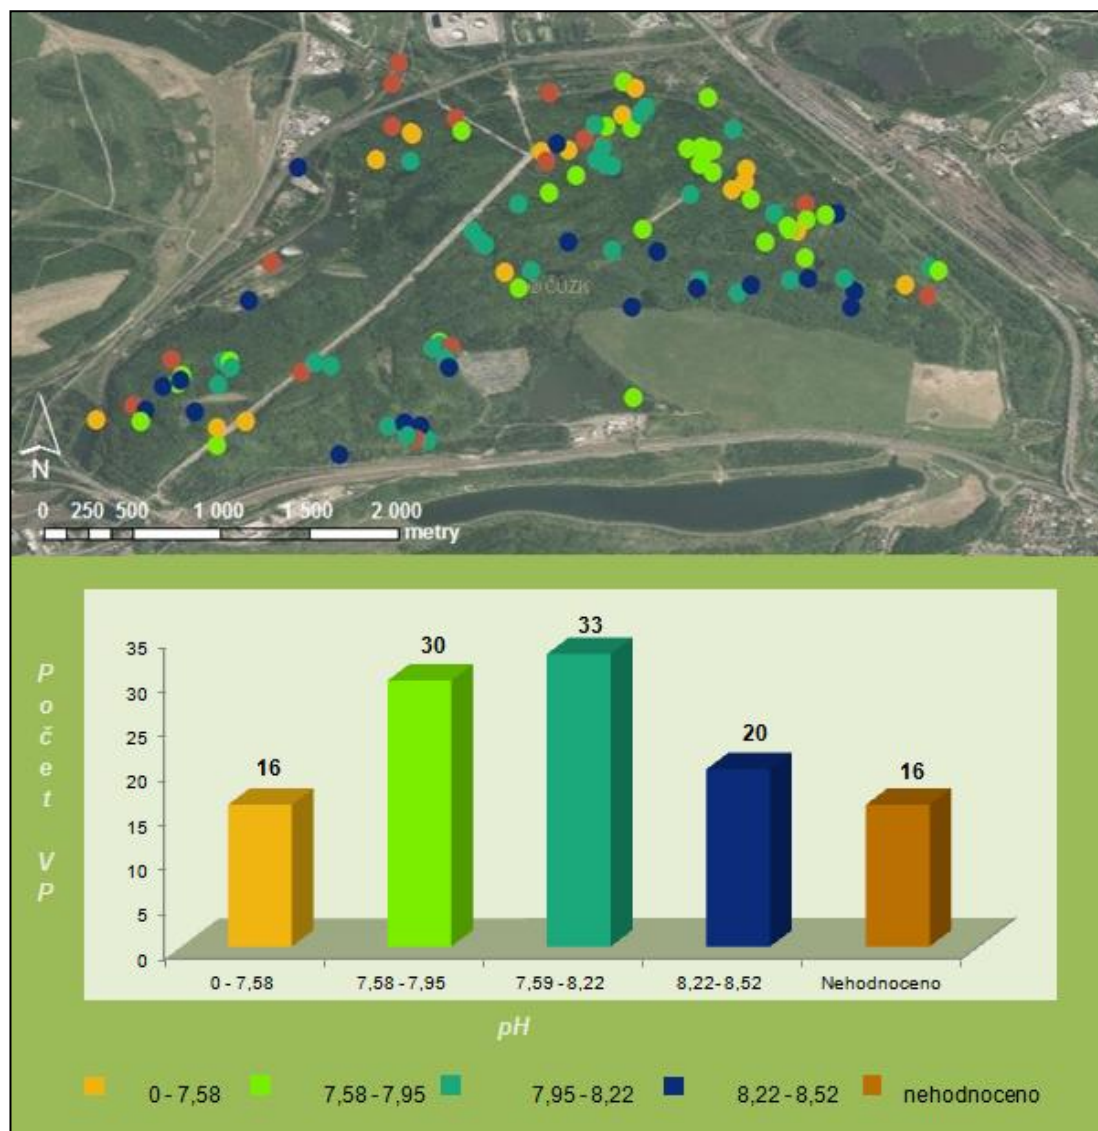 ČÚZK
N
0 250 500 1 000 1 500 2 000
metry
Počet VP
33
30
20
16
16
35
30
25
20
15
10
5
0
0 - 7,58 7,58 - 7,95 7,59 - 8,22 8,22- 8,52 Nehodnoceno
pH
0 - 7,58 7,58 - 7,95 7,95 - 8,22 8,22 - 8,52 nehodnoceno